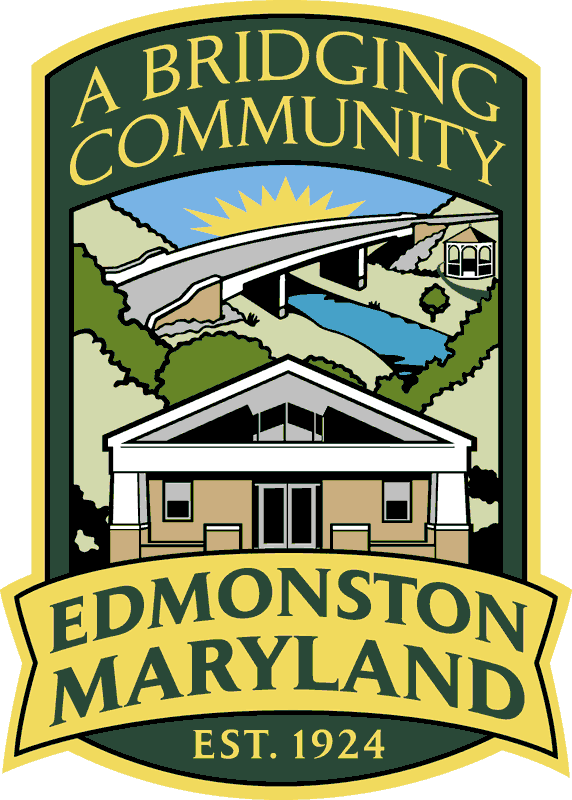 A BRIDGING
COMMUNITY
EDMONSTON
MARYLAND
EST. 1924